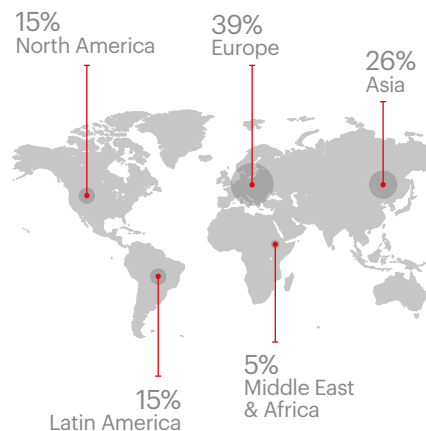 15%
North America
39%
Europe
26%
Asia
15%
Latin America
5%
Middle East
& Africa